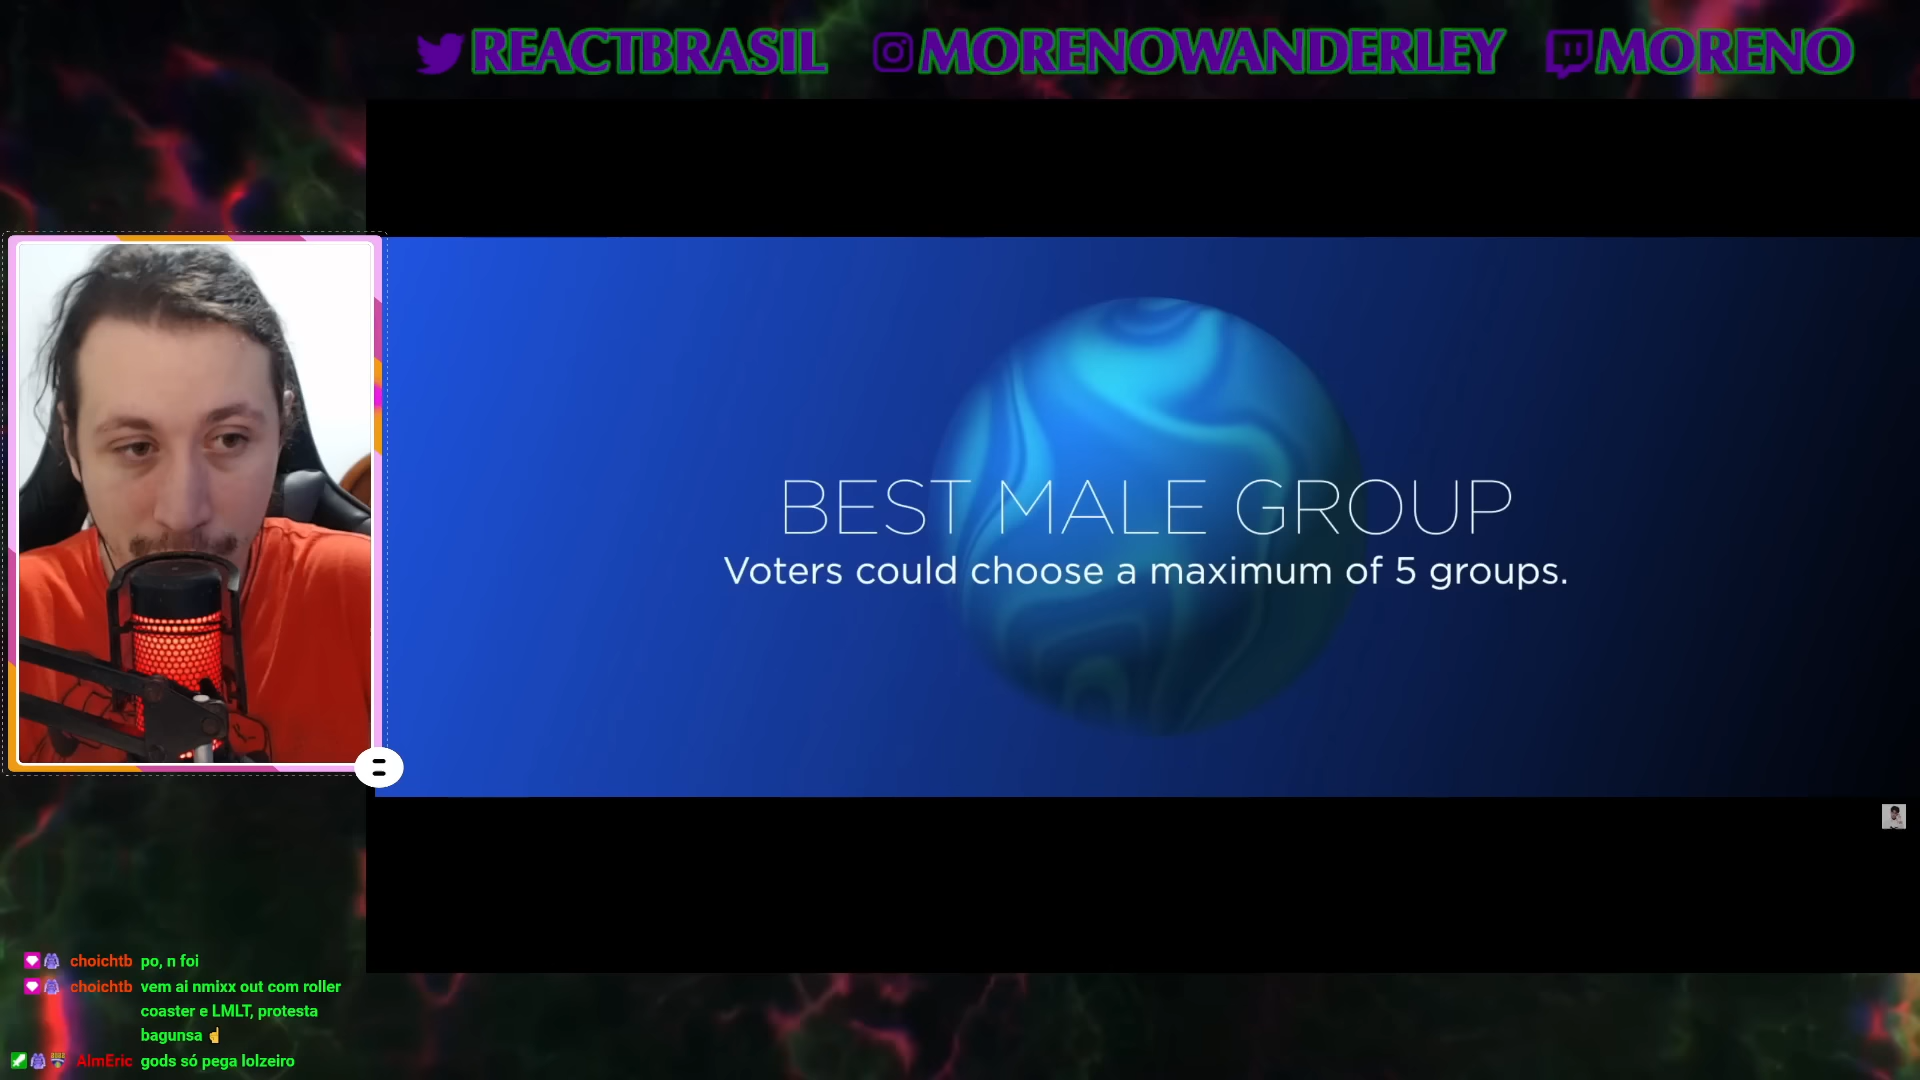 REACTBRASIL MORENOWANDERLEY MORENO
BEST MALE GROUP
Voters could choose a maximum of 5 groups.
choichtb po, n foi
choichtb vem ai nmixx out com roller
coaster e LMLT, protesta
bagunsa ☝
AlmEric gods só pega lolzeiro